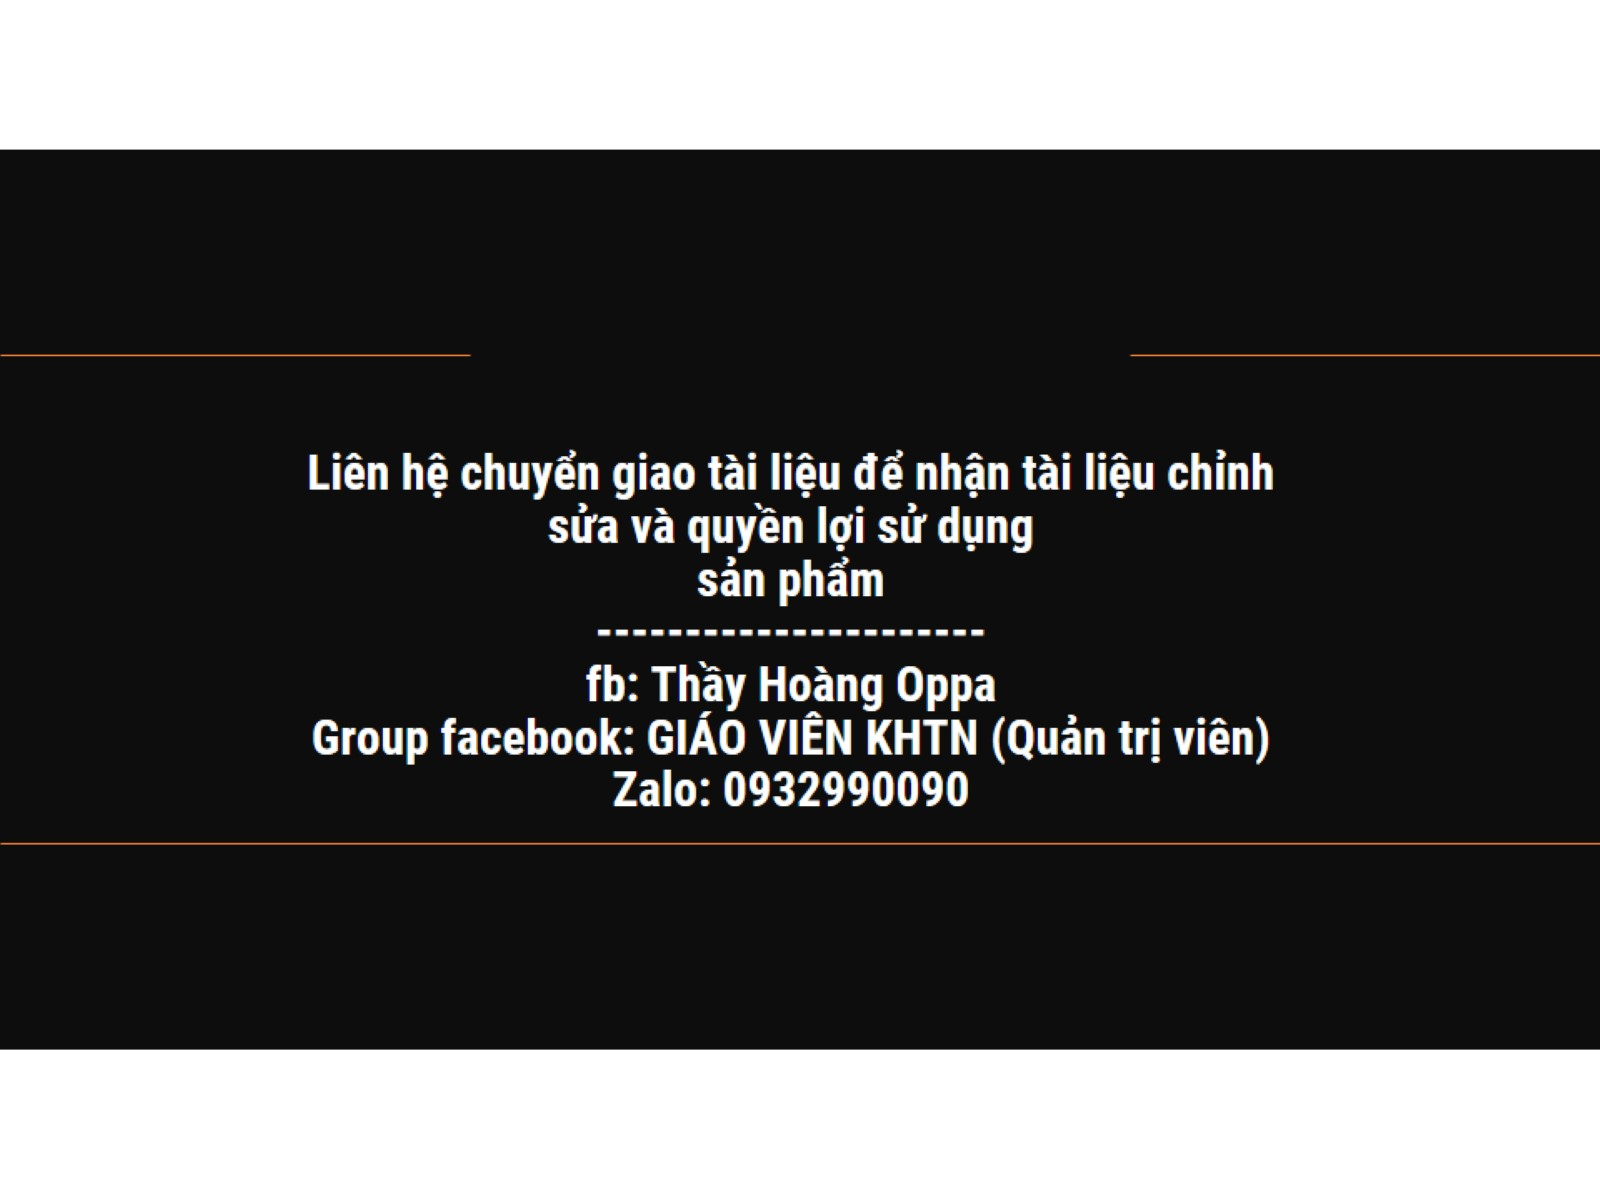 Liên hệ chuyển giao tài liệu để nhận tài liệu chỉnh
sửa và quyền lợi sử dụng
sản phẩm
----------------------
fb: Thầy Hoàng Oppa
Group facebook: GIÁO VIÊN KHTN (Quản trị viên)
Zalo: 0932990090